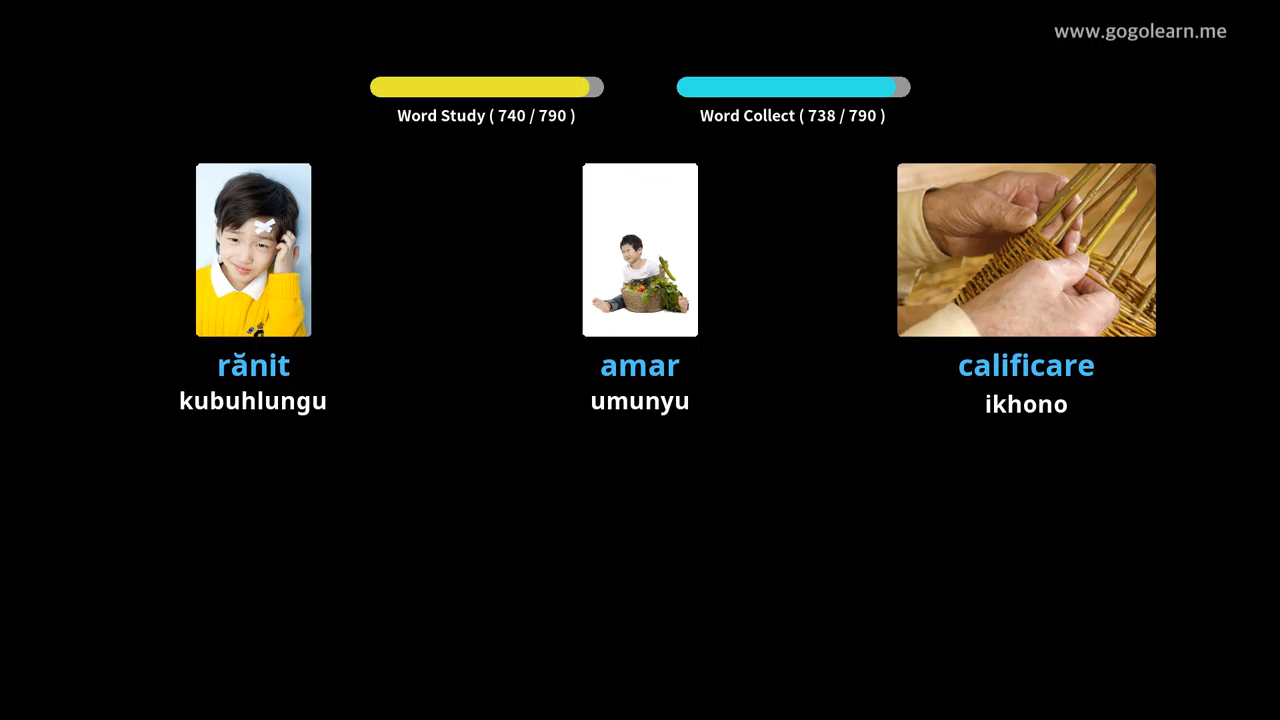 www.gogolearn.me
Word Study ( 740 / 790 )
Word Collect ( 738 / 790 )
rănit
kubuhlungu
amar
umunyu
calificare
ikhono